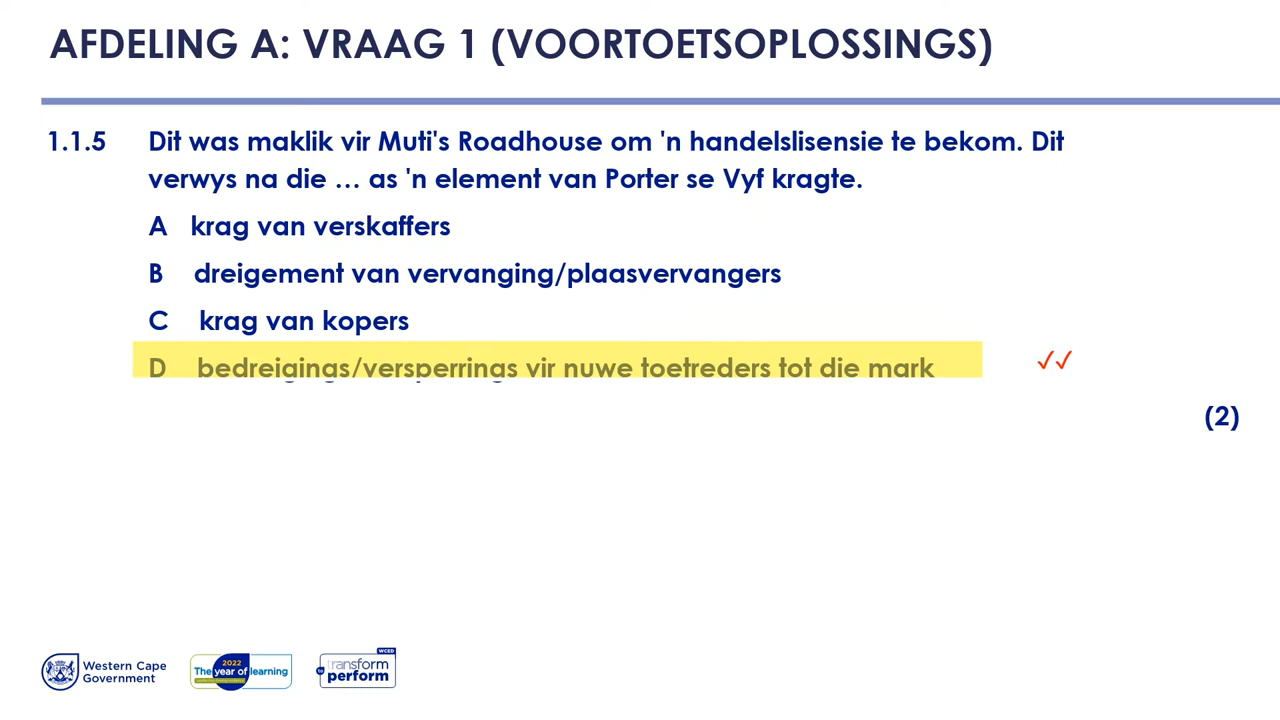 AFDELING A: VRAAG 1 (VOORTOETSOPLOSSINGS)
1.1.5 Dit was maklik vir Muti's Roadhouse om 'n handelslisensie te bekom. Dit
verwys na die … as 'n element van Porter se Vyf kragte.
A krag van verskaffers
B dreigement van vervanging/plaasvervangers
C krag van kopers
D bedreigings/versperrings vir nuwe toetreders tot die mark ✓✓
(2)
Western Cape
Government
2022
The year of learning
WCED
transform
to perform